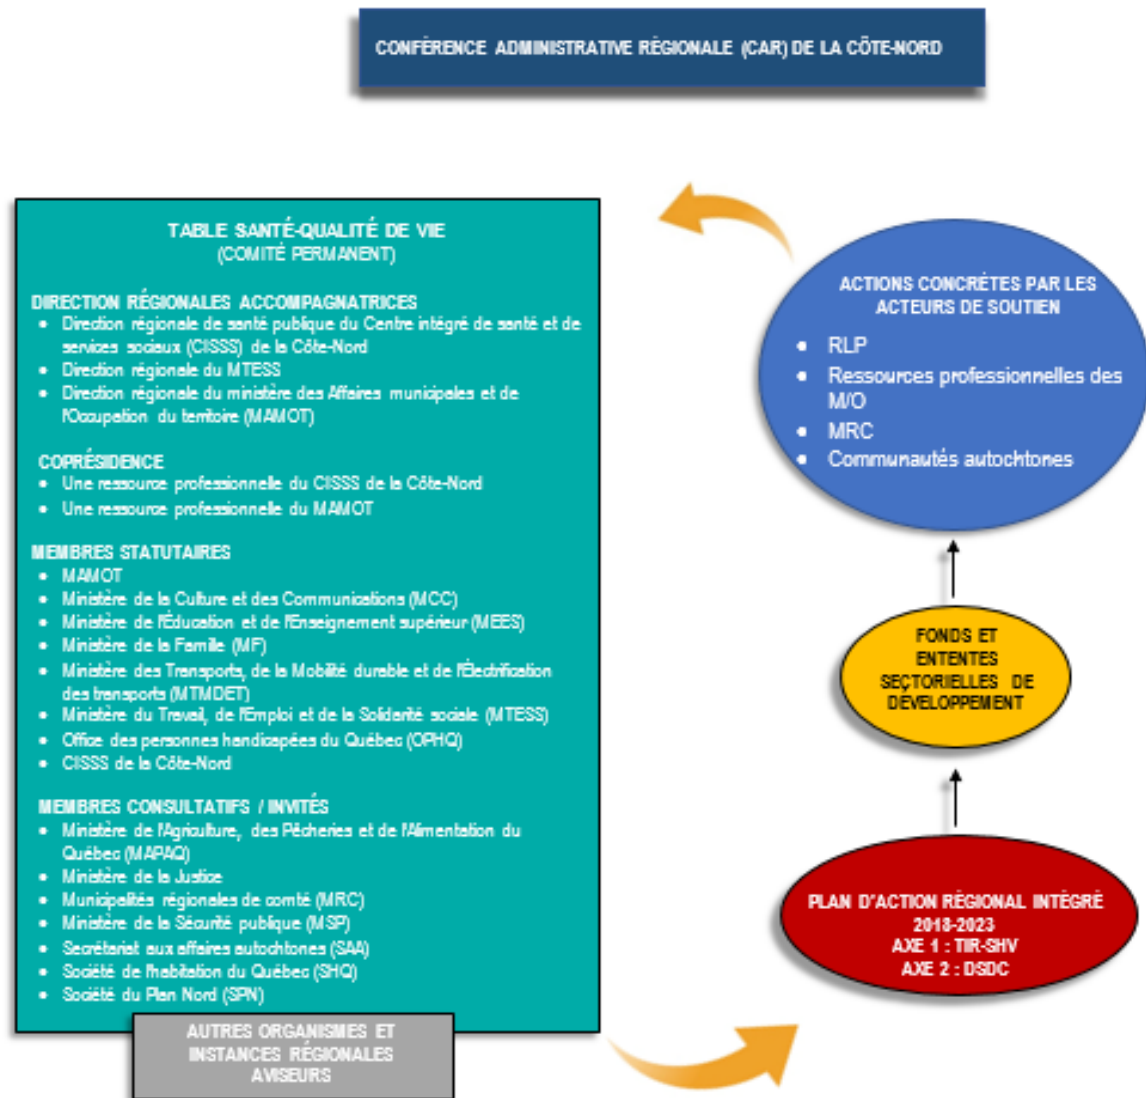 CONFÉRENCE ADMINISTRATIVE RÉGIONALE (CAR) DE LA CÔTE-NORD
TABLE SANTÉ-QUALITÉ DE VIE
(COMITÉ PERMANENT)
DIRECTION RÉGIONALES ACCOMPAGNATRICES
• Direction régionale de santé publique du Centre intégré de santé et de
services sociaux (CISSS) de la Côte-Nord
• Direction régionale du MTESS
• Direction régionale du ministère des Affaires municipales et de
l'Occupation du territoire (MAMOT)
COPRÉSIDENCE
• Une ressource professionnelle du CISSS de la Côte-Nord
• Une ressource professionnelle du MAMOT
MEMBRES STATUTAIRES
• MAMOT
• Ministère de la Culture et des Communications (MCC)
• Ministère de l'Éducation et de l'Enseignement supérieur (MEES)
• Ministère de la Famille (MF)
• Ministère des Transports, de la Mobilité durable et de l'Électrification
des transports (MTMDET)
• Ministère du Travail, de l'Emploi et de la Solidarité sociale (MTESS)
• Office des personnes handicapées du Québec (OPHQ)
• CISSS de la Côte-Nord
MEMBRES CONSULTATIFS / INVITÉS
• Ministère de l'Agriculture, des Pêcheries et de l'Alimentation du
Québec (MAPAQ)
• Ministère de la Justice
• Municipalités régionales de comté (MRC)
• Ministère de la Sécurité publique (MSP)
• Secrétariat aux affaires autochtones (SAA)
• Société de l'habitation du Québec (SHQ)
• Société du Plan Nord (SPN)
AUTRES ORGANISMES ET
INSTANCES RÉGIONALES
AVISEURS
ACTIONS CONCRÈTES PAR LES
ACTEURS DE SOUTIEN
• RLP
• Ressources professionnelles des
M/O
• MRC
• Communautés autochtones
FONDS ET
ENTENTES
SECTORIELLES DE
DÉVELOPPEMENT
PLAN D'ACTION RÉGIONAL INTÉGRÉ
2018-2023
AXE 1 : TIR-SHV
AXE 2 : DSDC